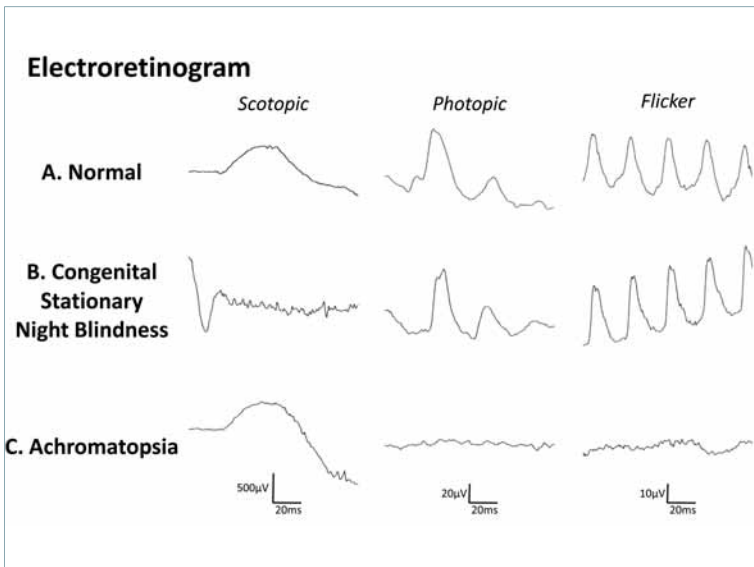 Electroretinogram
Scotopic
Photopic
Flicker
A. Normal
B. Congenital
Stationary
Night Blindness
C. Achromatopsia
500µV
20ms
20µV
20ms
10µV
20ms